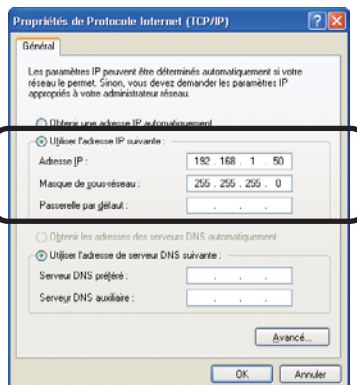 Propriétés de Protocole Internet (TCP/IP)
Général
Les paramètres IP peuvent être déterminés automatiquement si votre
réseau le permet. Sinon, vous devez demander les paramètres IP
appropriés à votre administrateur réseau.
Obtenir une adresse IP automatiquement
Utiliser l'adresse IP suivante :
Adresse IP : 192 . 168 . 1 . 50
Masque de sous-réseau : 255 . 255 . 255 . 0
Passerelle par défaut : . . .
Obtenir les adresses des serveurs DNS automatiquement
Utiliser l'adresse de serveur DNS suivante :
Serveur DNS préféré : . . .
Serveur DNS auxiliaire : . . .
Avancé...
OK Annuler